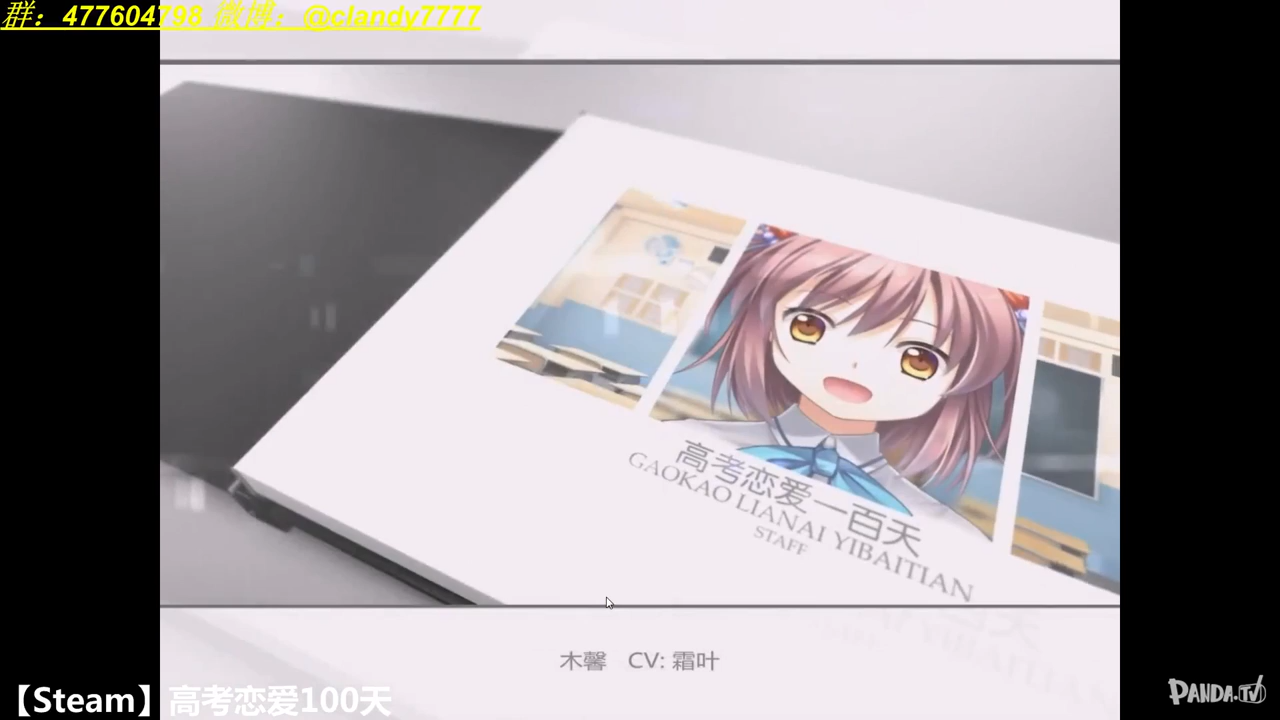 群：477604798 微博：@clandy7777
高考恋爱一百天
GAOKAO LIANAI YIBAITIAN
STAFF
木馨 CV: 霜叶
【Steam】高考恋爱100天
PANDA.TV